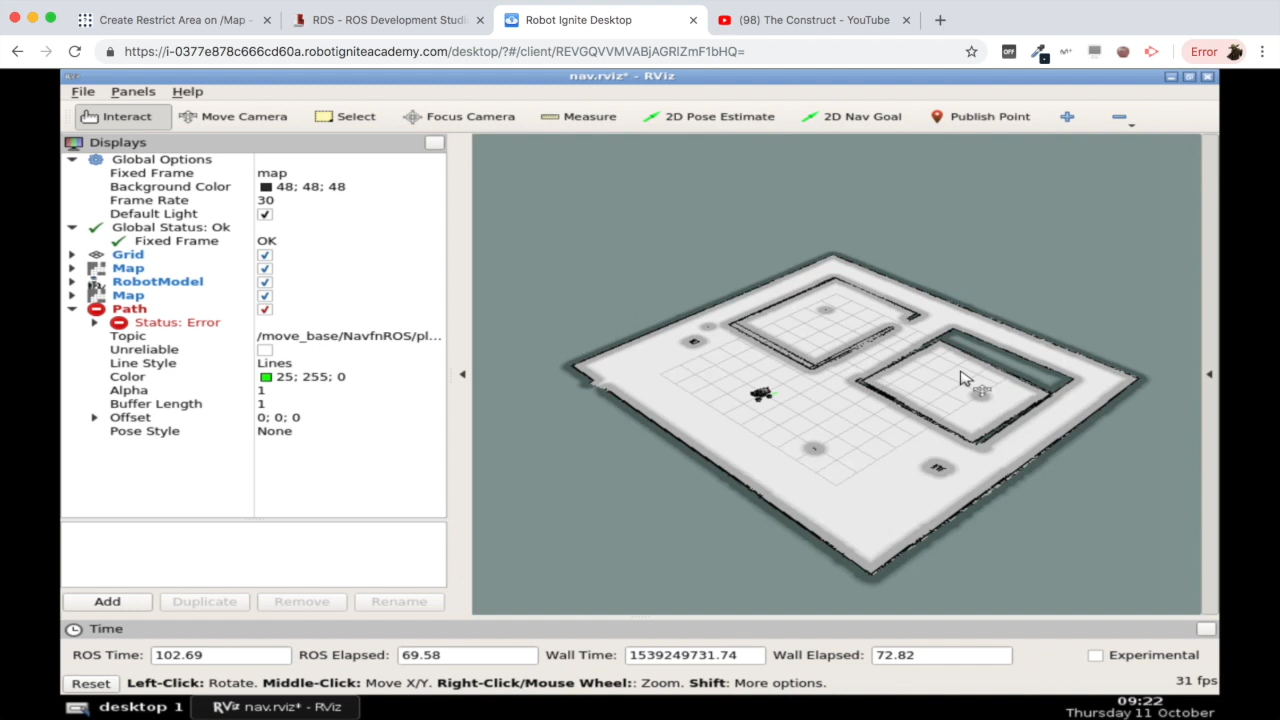 Create Restrict Area on /Map -
RDS - ROS Development Studi
Robot Ignite Desktop
(98) The Construct - YouTube
https://i-0377e878c666cd60a.robotigniteacademy.com/desktop/?#/client/REVGQVVMVABjAGRlZmF1bHQ=
OFF
Error
nav.rviz* - RViz
File Panels Help
Interact Move Camera Select Focus Camera Measure 2D Pose Estimate 2D Nav Goal Publish Point
Displays
Global Options
Fixed Frame map
Background Color 48; 48; 48
Frame Rate 30
Default Light
Global Status: Ok
Fixed Frame OK
Grid
Map
RobotModel
Map
Path
Status: Error
Topic /move_base/NavfnROS/pl...
Unreliable
Line Style Lines
Color 25; 255; 0
Alpha 1
Buffer Length 1
Offset 0; 0; 0
Pose Style None
Add Duplicate Remove Rename
Time
ROS Time: 102.69 ROS Elapsed: 69.58 Wall Time: 1539249731.74 Wall Elapsed: 72.82 Experimental
Reset Left-Click: Rotate. Middle-Click: Move X/Y. Right-Click/Mouse Wheel:: Zoom. Shift: More options. 31 fps
desktop 1 RViz nav.rviz* - RViz
09:22
Thursday 11 October